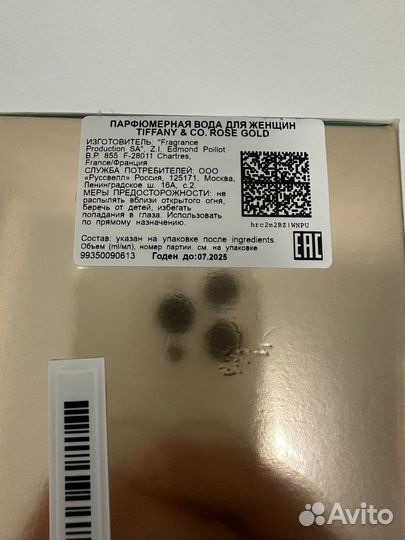 ПАРФЮМЕРНАЯ ВОДА ДЛЯ ЖЕНЩИН
TIFFANY & CO. ROSE GOLD
ИЗГОТОВИТЕЛЬ: "Fragrance
Production SA", Z.I. Edmond Poillot
B.P. 855 F-28011 Chartres,
France/Франция
СЛУЖБА ПОТРЕБИТЕЛЕЙ: ООО
«Руссвелл» Россия, 125171, Москва,
Ленинградское ш. 16А, с.2.
МЕРЫ ПРЕДОСТОРОЖНОСТИ: не
распылять вблизи открытого огня,
беречь от детей, избегать
попадания в глаза. Использовать
по прямому назначению.
hrc2m2BZ|WNPU
EAC
Состав: указан на упаковке после ingredients.
Объем (ml/мл), номер партии. см. на упаковке
99350090613 Годен до:07.2025
Avito